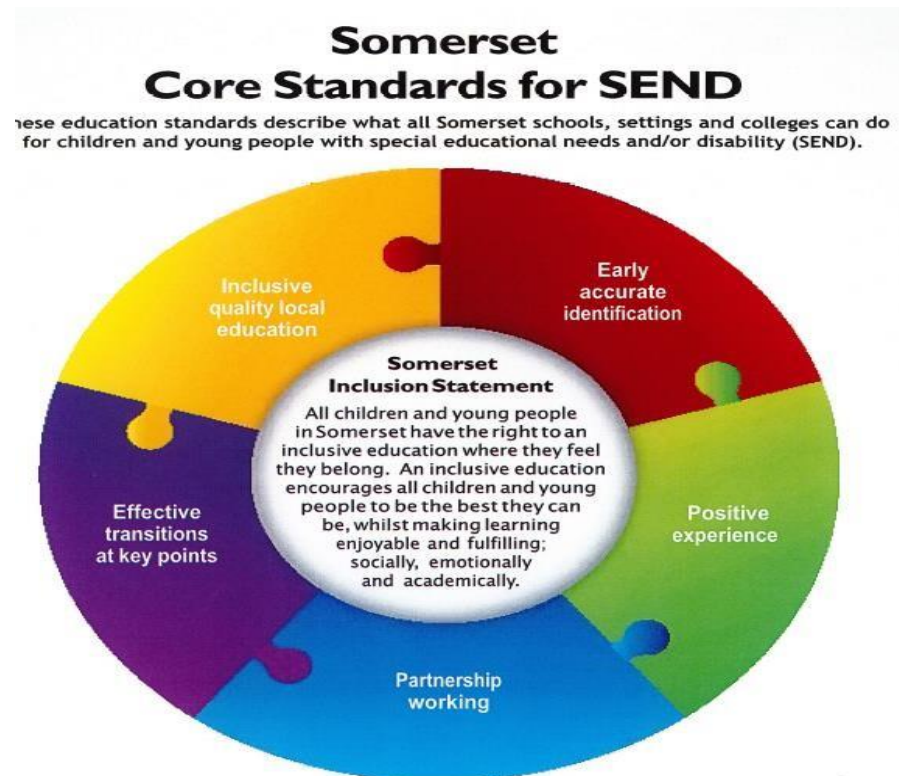 Somerset
Core Standards for SEND
hese education standards describe what all Somerset schools, settings and colleges can do
for children and young people with special educational needs and/or disability (SEND).
Inclusive
quality local
education
Early
accurate
identification
Somerset
Inclusion Statement
All children and young people
in Somerset have the right to an
inclusive education where they feel
they belong. An inclusive education
encourages all children and young
people to be the best they can
be, whilst making learning
enjoyable and fulfilling;
socially, emotionally
and academically.
Effective
transitions
at key points
Positive
experience
Partnership
working